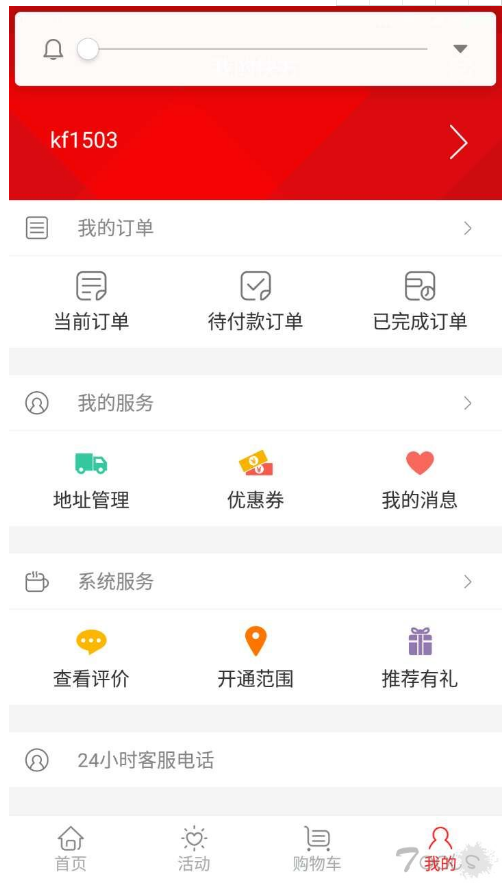 kf1503
我的订单
当前订单 待付款订单 已完成订单
我的服务
地址管理 优惠券 我的消息
系统服务
查看评价 开通范围 推荐有礼
24小时客服电话
首页 活动 购物车 我的